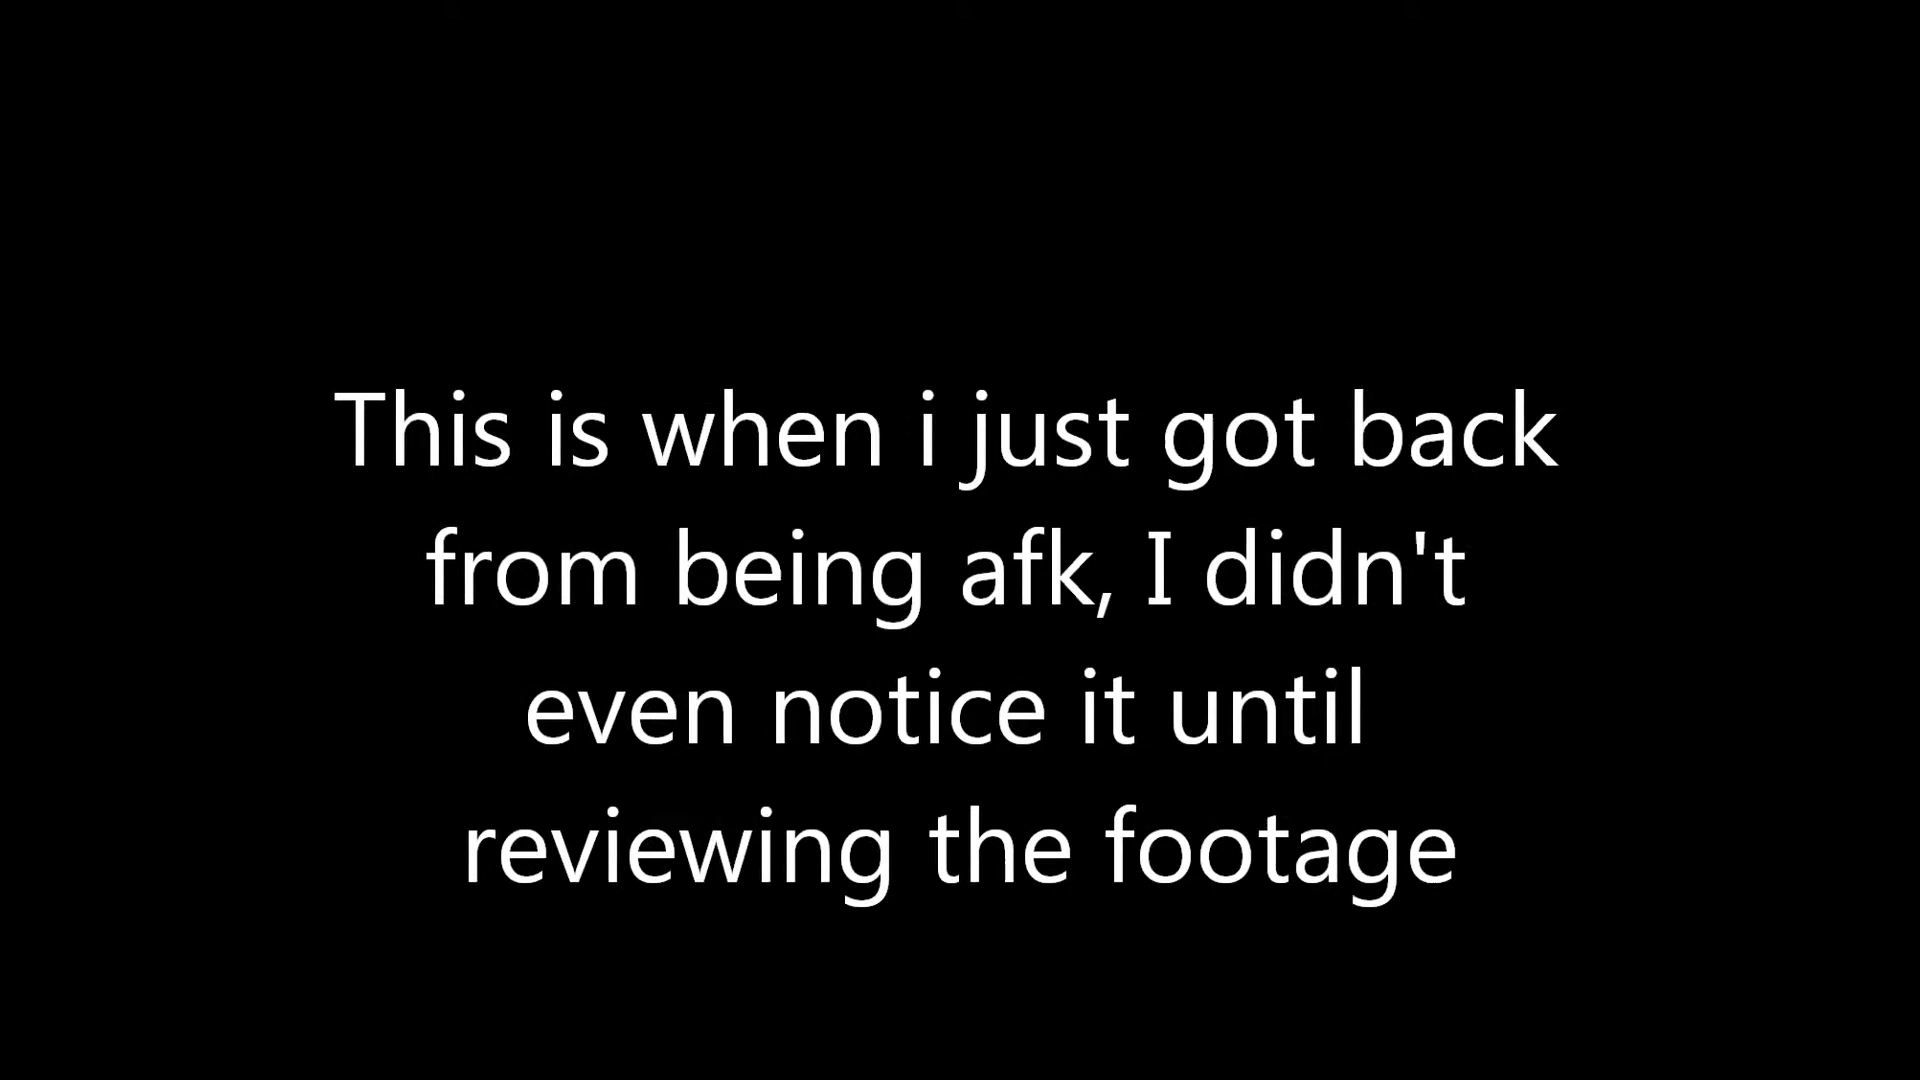 This is when i just got back
from being afk, I didn't
even notice it until
reviewing the footage